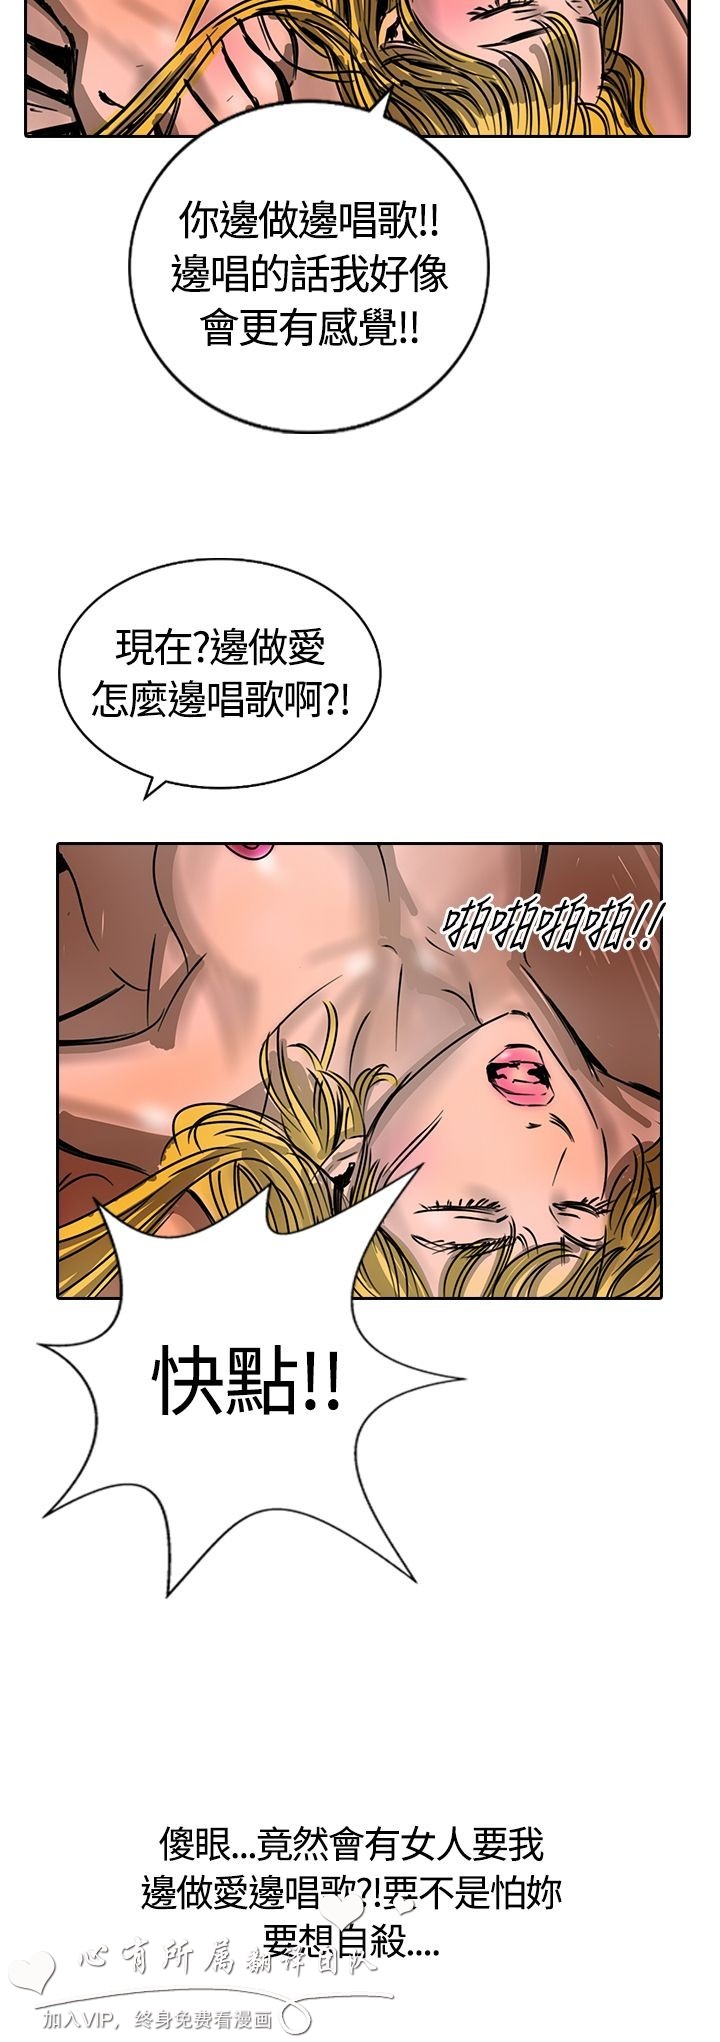 你邊做邊唱歌!!
邊唱的話我好像
會更有感覺!!
現在?邊做愛
怎麼邊唱歌啊?!
啪啪啪啪!!
快點!!
傻眼...竟然會有女人要我
邊做愛邊唱歌?!要不是怕妳
要想自殺....
心有所属翻译团队
加入VIP，终身免费看漫画